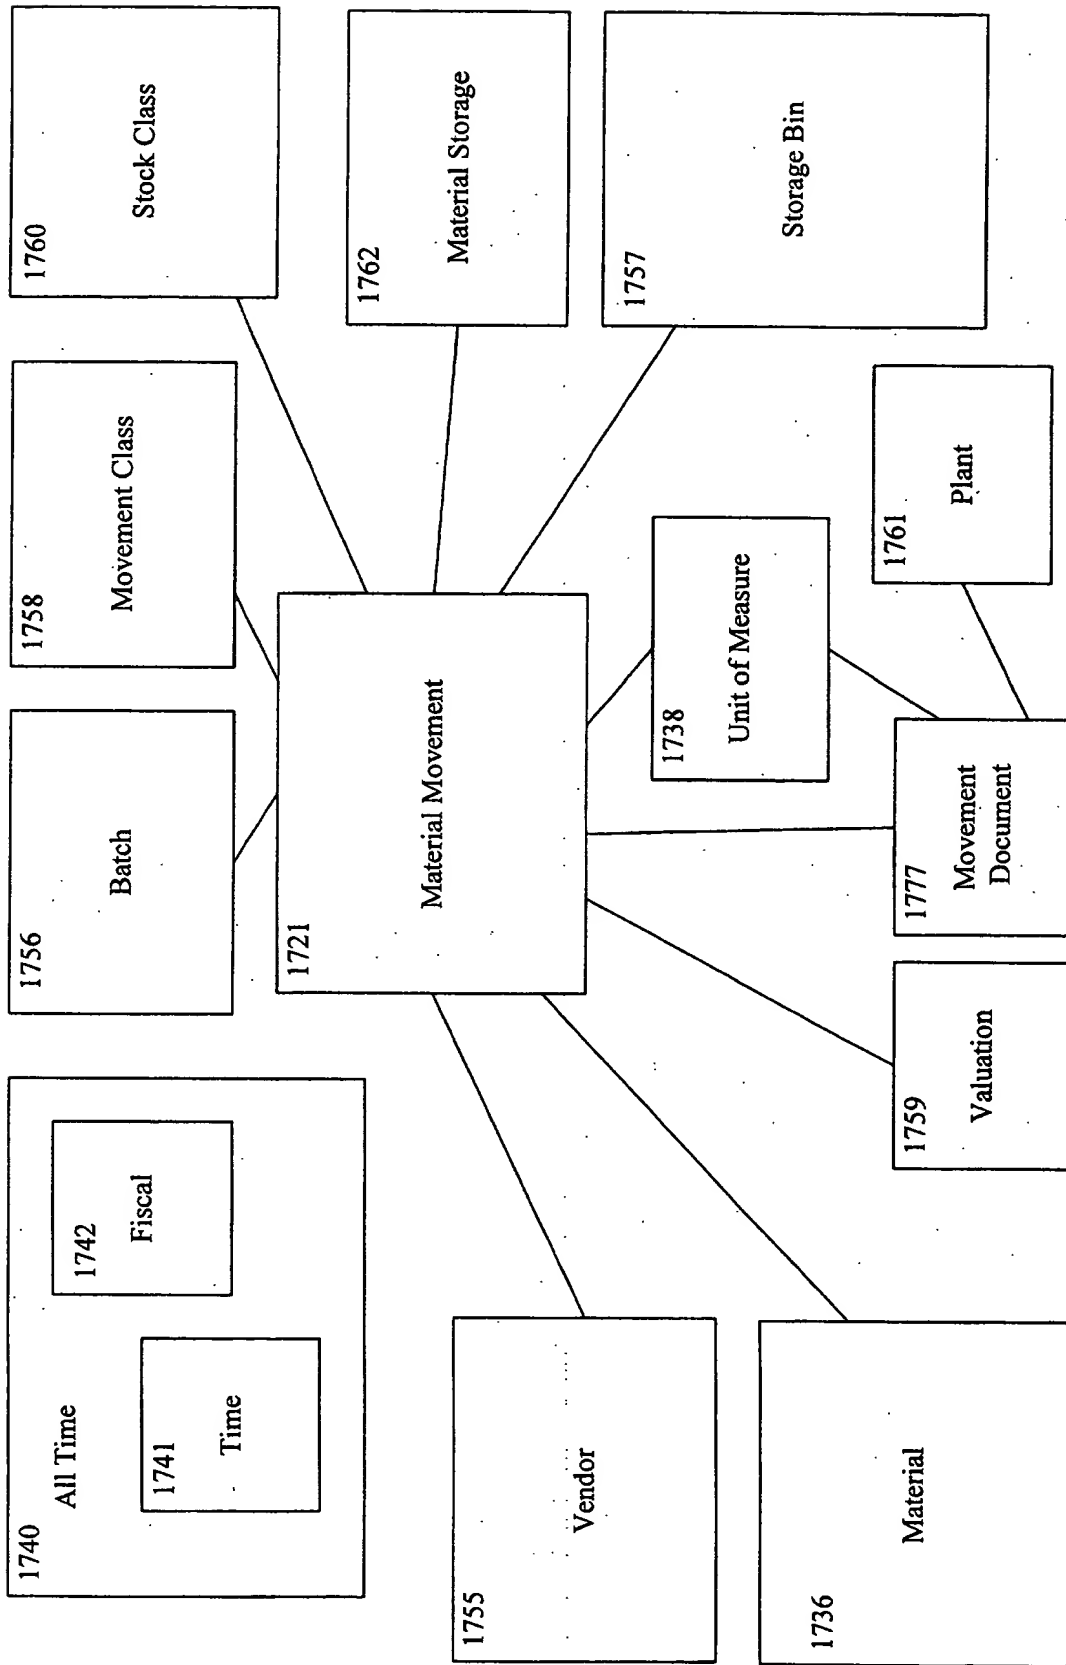 1740
All Time
1741
Time
1742
Fiscal
1756
Batch
1758
Movement Class
1760
Stock Class
1755
Vendor
1721
Material Movement
1762
Material Storage
1736
Material
1738
Unit of Measure
1757
Storage Bin
1759
Valuation
1777
Movement
Document
1761
Plant